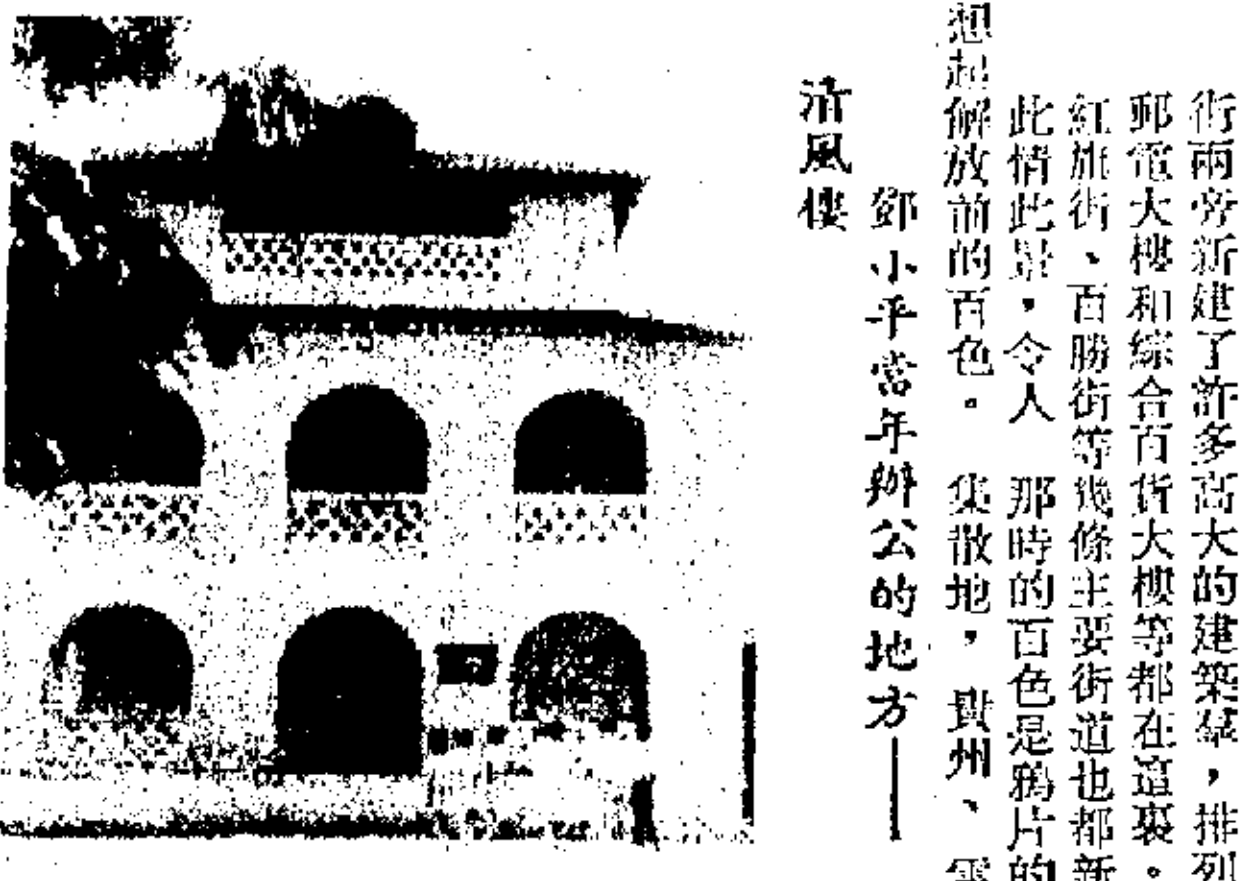 街兩旁新建了許多高大的建築羣，排列
郵電大樓和綜合百貨大樓等都在這裏。
紅旗街、百勝街等幾條主要街道也都新
此情此景，令人　那時的百色是鴉片的
想起解放前的百色。　集散地，貴州、雲
鄧小平當年辦公的地方——
清風樓